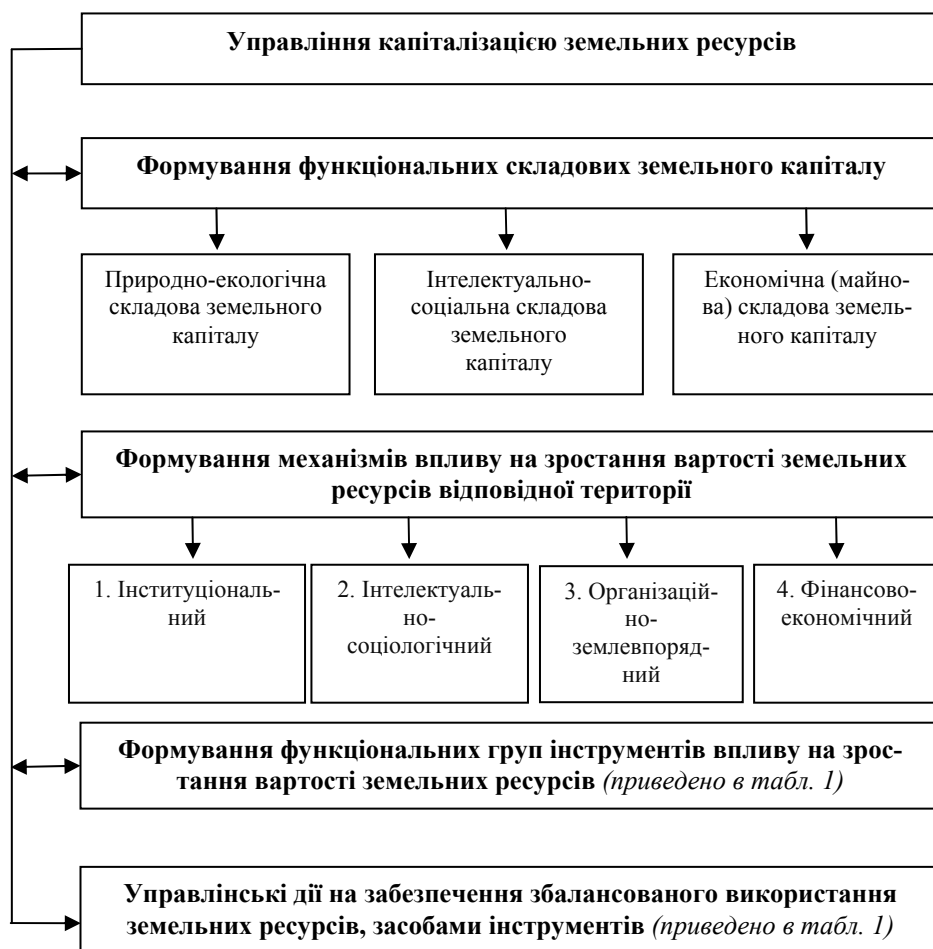 Управління капіталізацією земельних ресурсів
Формування функціональних складових земельного капіталу
Природно-екологічна
складова земельного
капіталу
Інтелектуально-
соціальна складова
земельного
капіталу
Економічна (майно-
ва) складова земель-
ного капіталу
Формування механізмів впливу на зростання вартості земельних
ресурсів відповідної території
1. Інституціональ-
ний
2. Інтелектуаль-
но-
соціологічний
3. Організацій-
но-
землевпоряд-
ний
4. Фінансово-
економічний
Формування функціональних груп інструментів впливу на зрос-
тання вартості земельних ресурсів (приведено в табл. 1)
Управлінські дії на забезпечення збалансованого використання
земельних ресурсів, засобами інструментів (приведено в табл. 1)